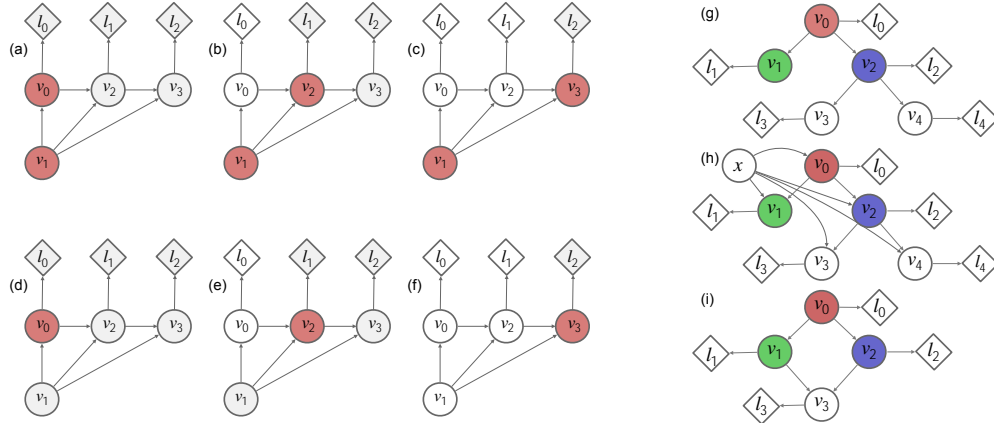 l0 l1 l2 l0 l1 l2 l0 l1 l2
(a) (b) (c)
v0 v2 v3 v0 v2 v3 v0 v2 v3
v1 v1 v1
l0 l1 l2 l0 l1 l2 l0 l1 l2
(d) (e) (f)
v0 v2 v3 v0 v2 v3 v0 v2 v3
v1 v1 v1
(g)
v0 l0
l1 v1 v2 l2
l3 v3 v4 l4
(h)
x v0 l0
l1 v1 v2 l2
l3 v3 v4 l4
(i)
v0 l0
l1 v1 v2 l2
l3 v3